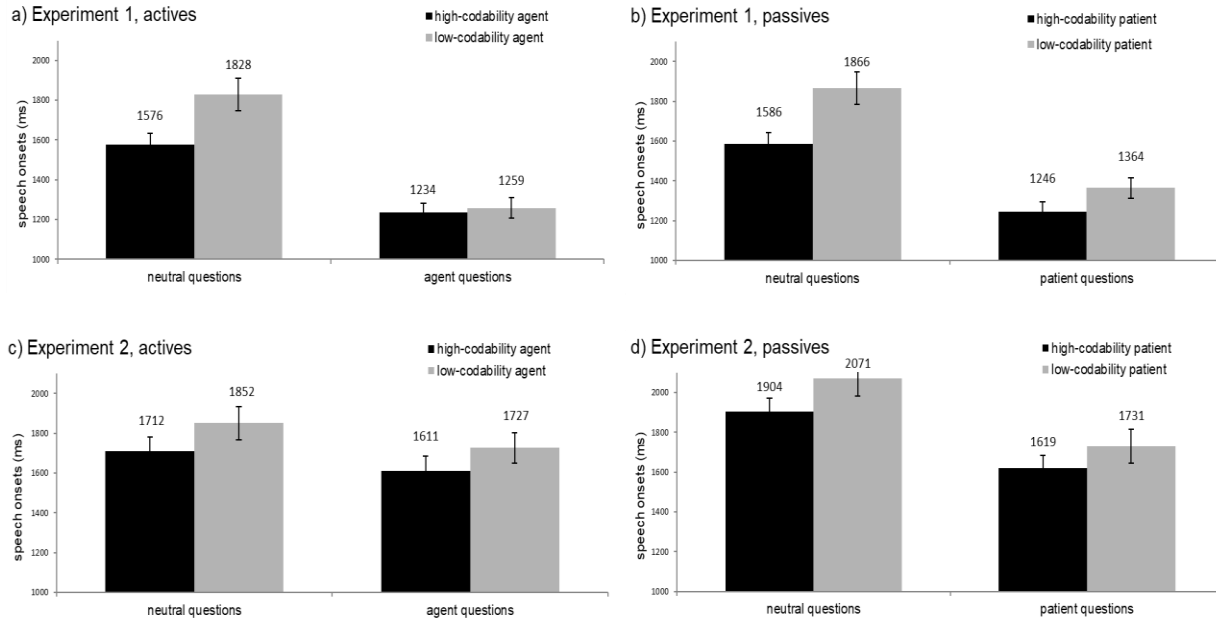 a) Experiment 1, actives
high-codability agent
low-codability agent
speech onsets (ms)
2000
1800
1600
1400
1200
1000
1576
1828
1234
1259
neutral questions
agent questions
b) Experiment 1, passives
high-codability patient
low-codability patient
speech onsets (ms)
2000
1800
1600
1400
1200
1000
1586
1866
1246
1364
neutral questions
patient questions
c) Experiment 2, actives
high-codability agent
low-codability agent
speech onsets (ms)
2000
1800
1600
1400
1200
1000
1712
1852
1611
1727
neutral questions
agent questions
d) Experiment 2, passives
high-codability patient
low-codability patient
speech onsets (ms)
2000
1800
1600
1400
1200
1000
1904
2071
1619
1731
neutral questions
patient questions